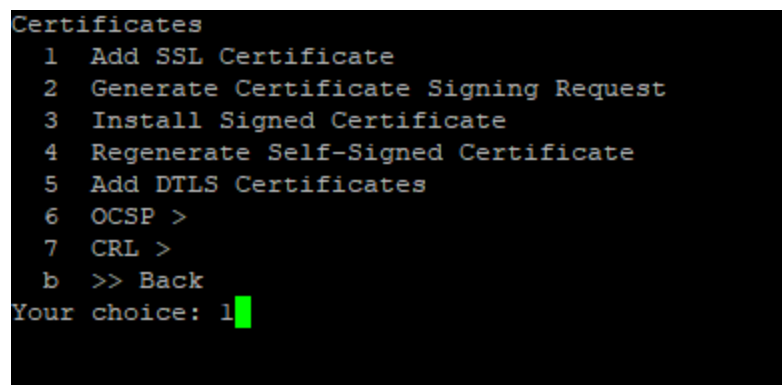 Certificates
1 Add SSL Certificate
2 Generate Certificate Signing Request
3 Install Signed Certificate
4 Regenerate Self-Signed Certificate
5 Add DTLS Certificates
6 OCSP >
7 CRL >
b >> Back
Your choice: 1